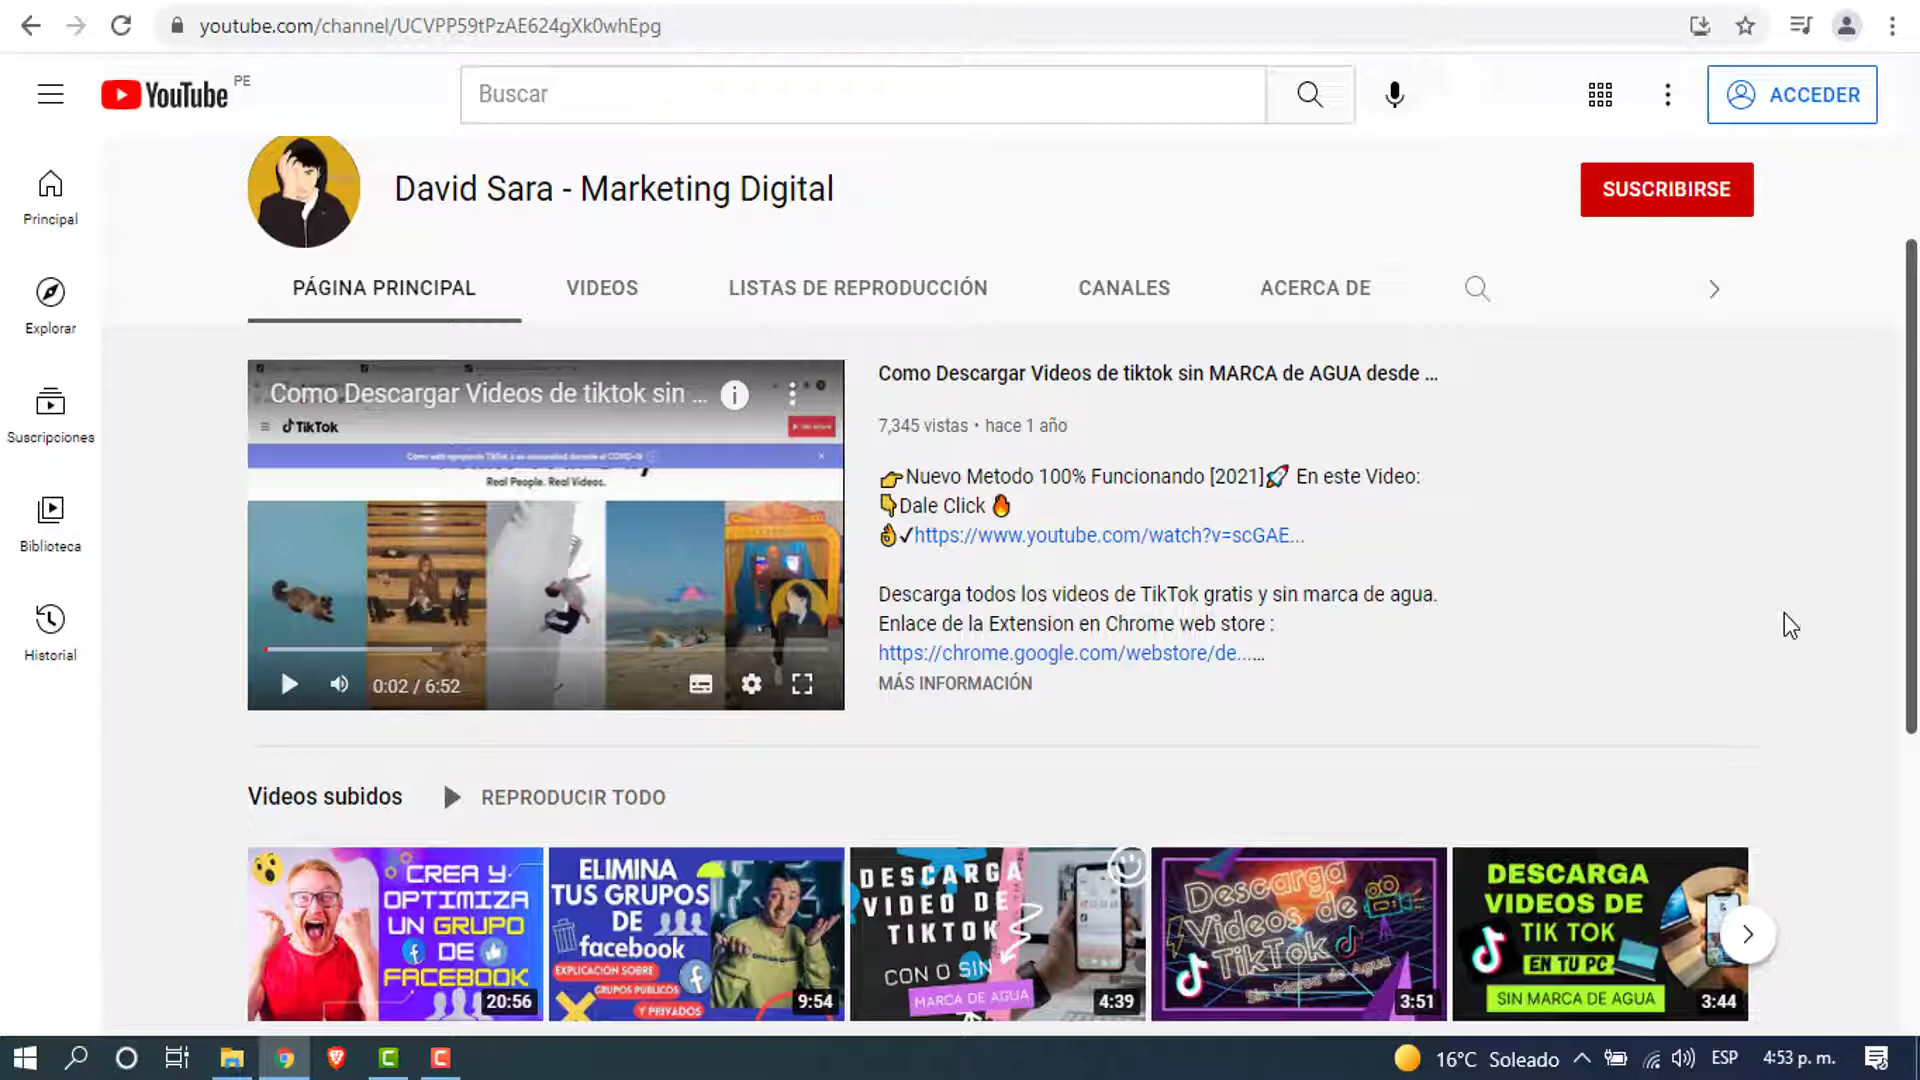 youtube.com/channel/UCVPP59tPzAE624gXk0whEpg
YouTube PE
Buscar
ACCEDER
Principal
Explorar
Suscripciones
Biblioteca
Historial
David Sara - Marketing Digital
SUSCRIBIRSE
PÁGINA PRINCIPAL
VIDEOS
LISTAS DE REPRODUCCIÓN
CANALES
ACERCA DE
Como Descargar Videos de tiktok sin ...
TikTok
Real People. Real Videos.
0:02 / 6:52
Como Descargar Videos de tiktok sin MARCA de AGUA desde ...
7,345 vistas • hace 1 año
👉Nuevo Metodo 100% Funcionando [2021]🚀 En este Video:
👇Dale Click 🔥
👌✓https://www.youtube.com/watch?v=scGAE...
Descarga todos los videos de TikTok gratis y sin marca de agua.
Enlace de la Extension en Chrome web store :
https://chrome.google.com/webstore/de......
MÁS INFORMACIÓN
Videos subidos
REPRODUCIR TODO
CREA Y
OPTIMIZA
UN GRUPO
DE
FACEBOOK
20:56
ELIMINA
TUS GRUPOS
DE
facebook
EXPLICACION SOBRE
GRUPOS PUBLICOS
Y PRIVADOS
9:54
DESCARGA
VIDEO DE
TIKTOK
CON O SIN
MARCA DE AGUA
4:39
Descarga
Videos de
TikTok
Sin Marca de Agua
3:51
DESCARGA
VIDEOS DE
TIK TOK
EN TU PC
SIN MARCA DE AGUA
3:44
16°C Soleado
ESP
4:53 p. m.